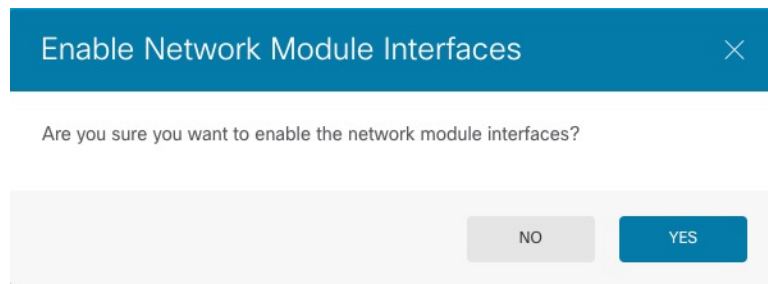 Enable Network Module Interfaces
Are you sure you want to enable the network module interfaces?
NO
YES